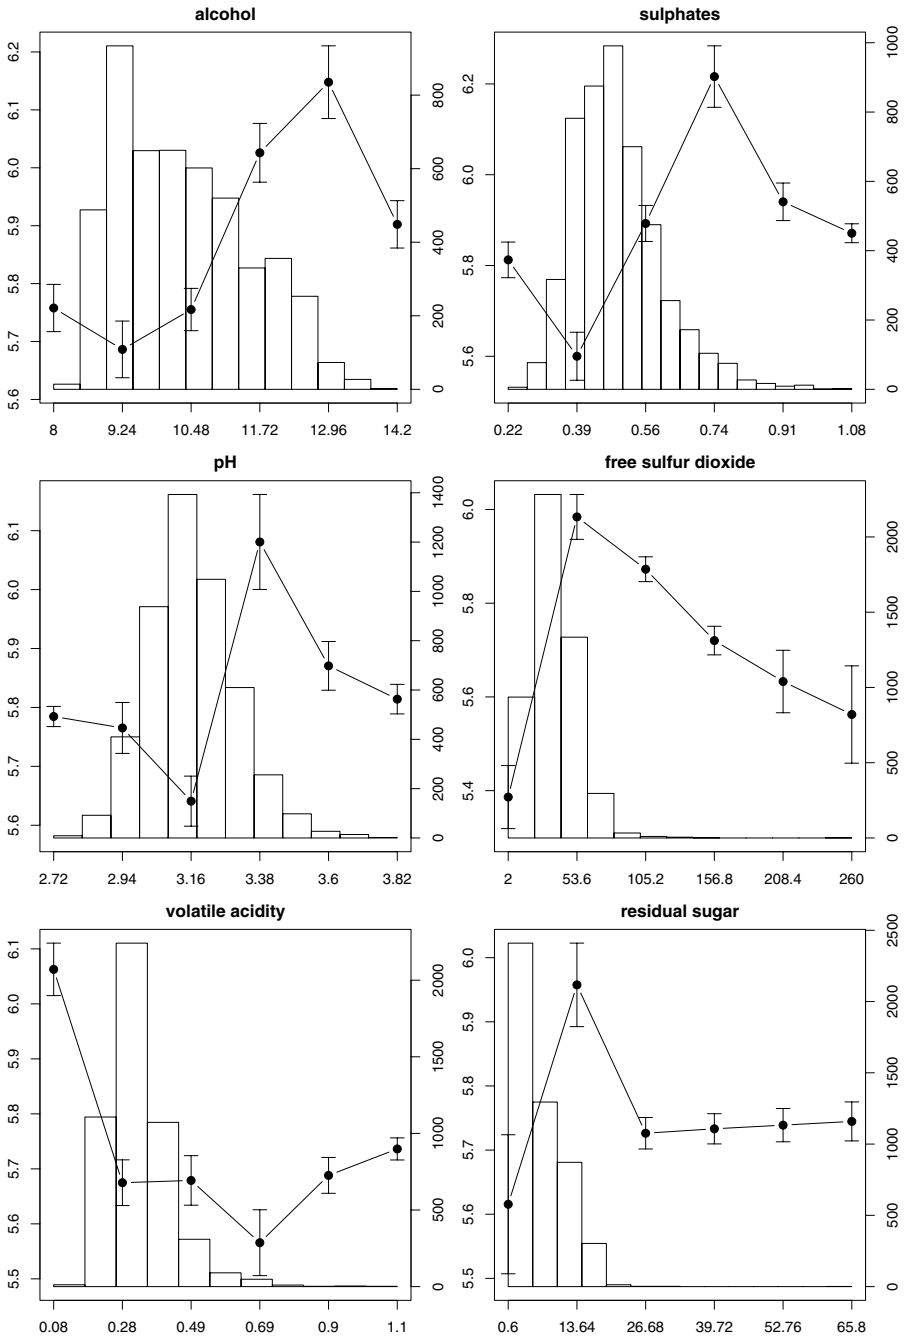 alcohol
5.6 5.7 5.8 5.9 6.0 6.1 6.2
0 200 400 600 800
8 9.24 10.48 11.72 12.96 14.2
sulphates
5.6 5.8 6.0 6.2
0 200 400 600 800 1000
0.22 0.39 0.56 0.74 0.91 1.08
pH
5.6 5.7 5.8 5.9 6.0 6.1
0 200 400 600 800 1000 1200 1400
2.72 2.94 3.16 3.38 3.6 3.82
free sulfur dioxide
5.4 5.6 5.8 6.0
0 500 1000 1500 2000
2 53.6 105.2 156.8 208.4 260
volatile acidity
5.5 5.6 5.7 5.8 5.9 6.0 6.1
0 500 1000 1500 2000
0.08 0.28 0.49 0.69 0.9 1.1
residual sugar
5.5 5.6 5.7 5.8 5.9 6.0
0 500 1000 1500 2000 2500
0.6 13.64 26.68 39.72 52.76 65.8